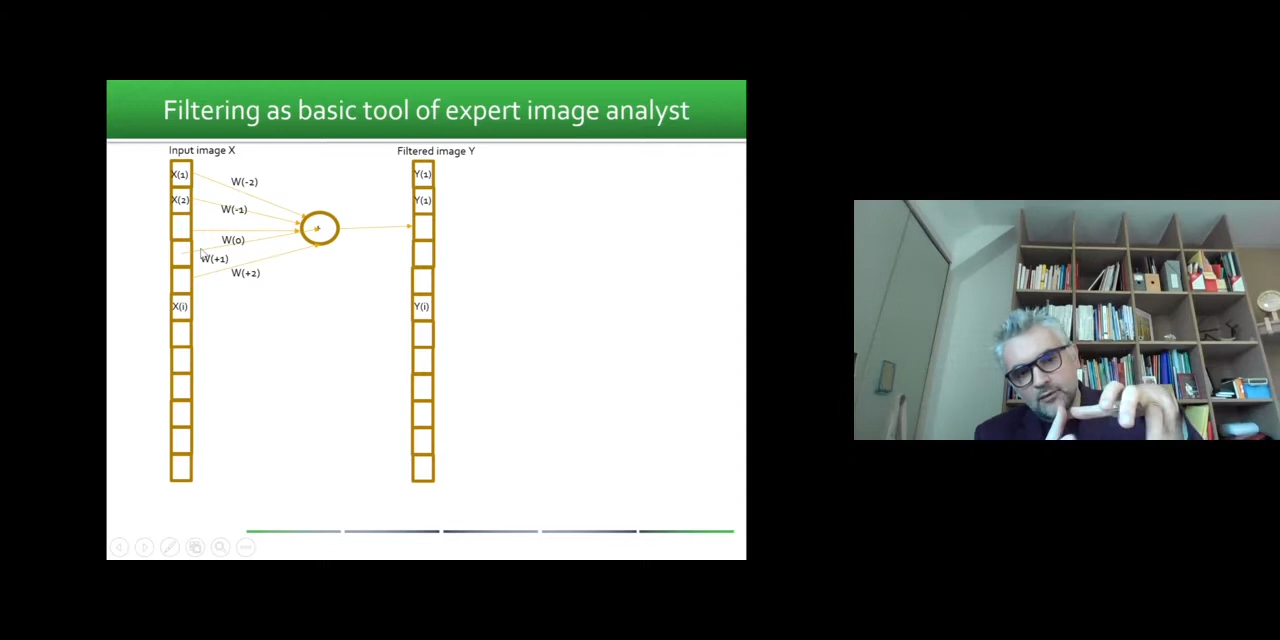 Filtering as basic tool of expert image analyst
Input image X
Filtered image Y
X(1)
W(-2)
Y(1)
X(2)
W(-1)
Y(1)
+
W(0)
W(+1)
W(+2)
X(i)
Y(i)